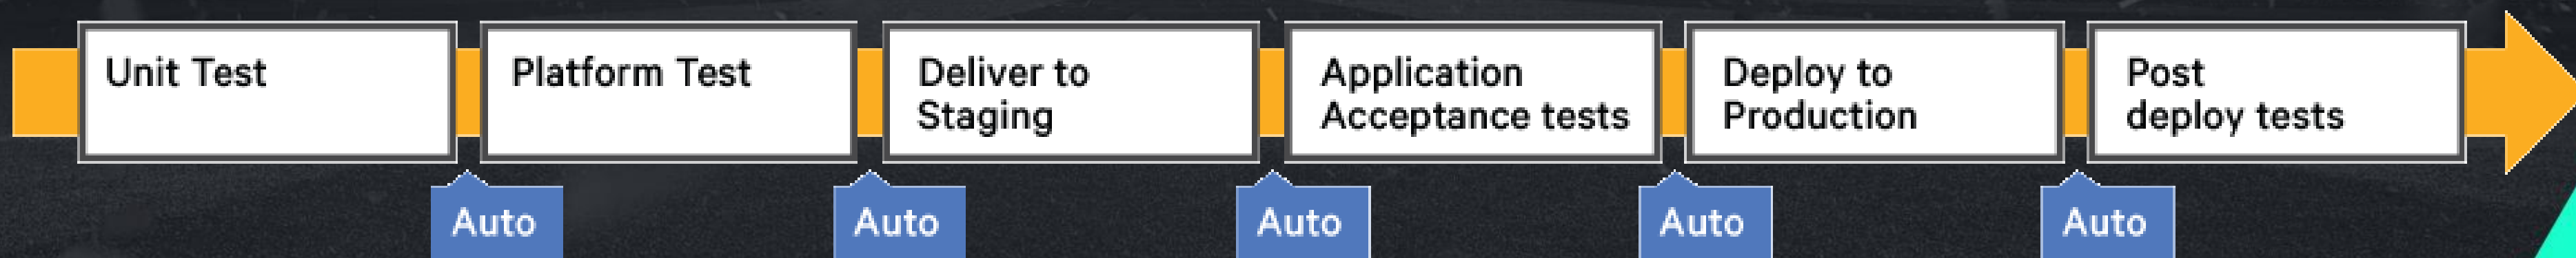 Unit Test
Platform Test
Deliver to
Staging
Application
Acceptance tests
Deploy to
Production
Post
deploy tests
Auto
Auto
Auto
Auto
Auto